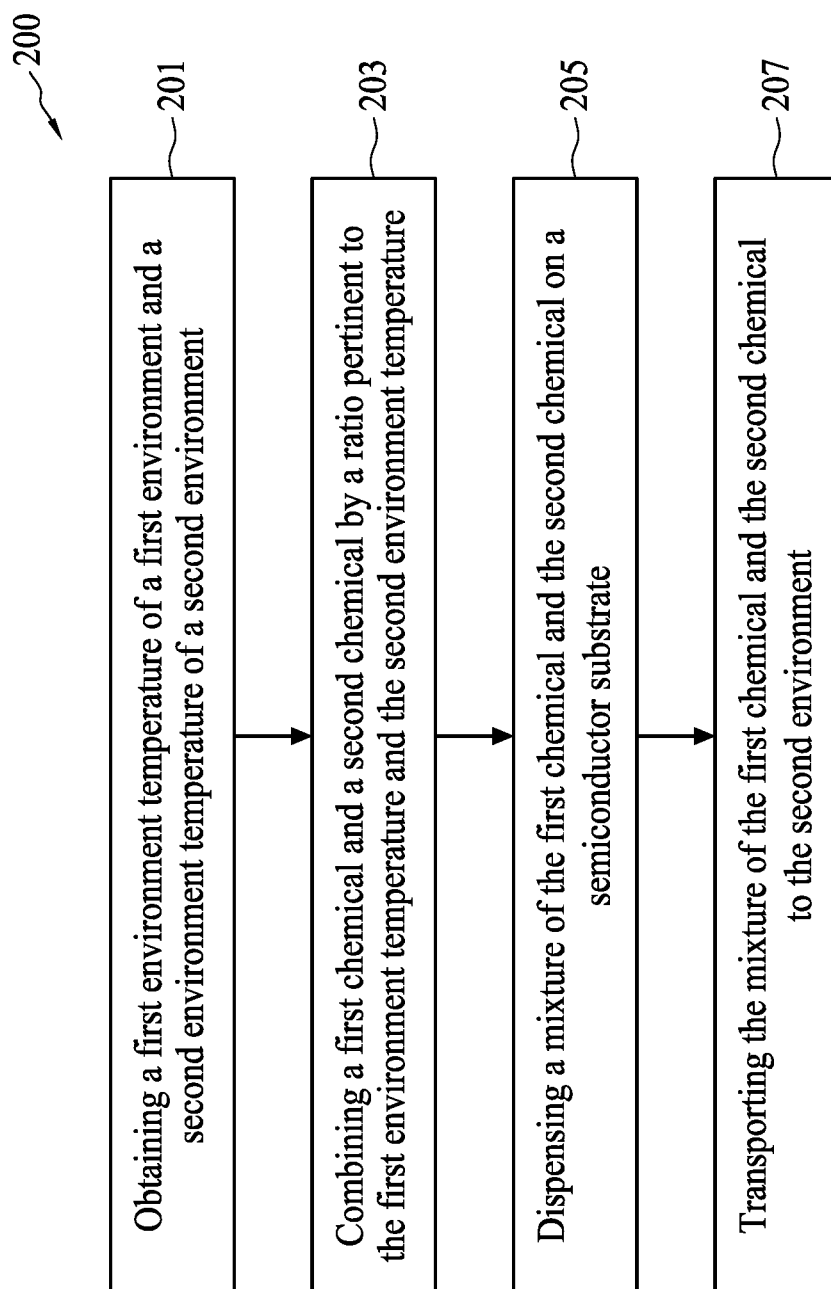 200
201
Obtaining a first environment temperature of a first environment and a
second environment temperature of a second environment
203
Combining a first chemical and a second chemical by a ratio pertinent to
the first environment temperature and the second environment temperature
205
Dispensing a mixture of the first chemical and the second chemical on a
semiconductor substrate
207
Transporting the mixture of the first chemical and the second chemical
to the second environment